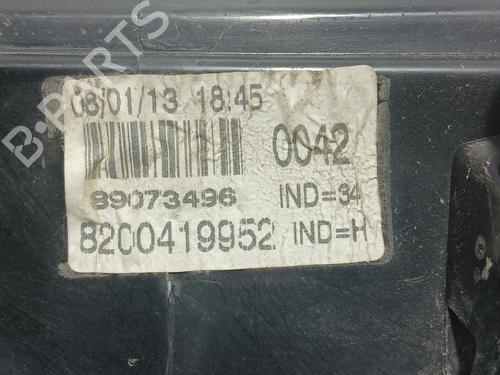 B-PARTS
08/01/13 18:45
0042
89073496 IND=34
8200419952 IND=H